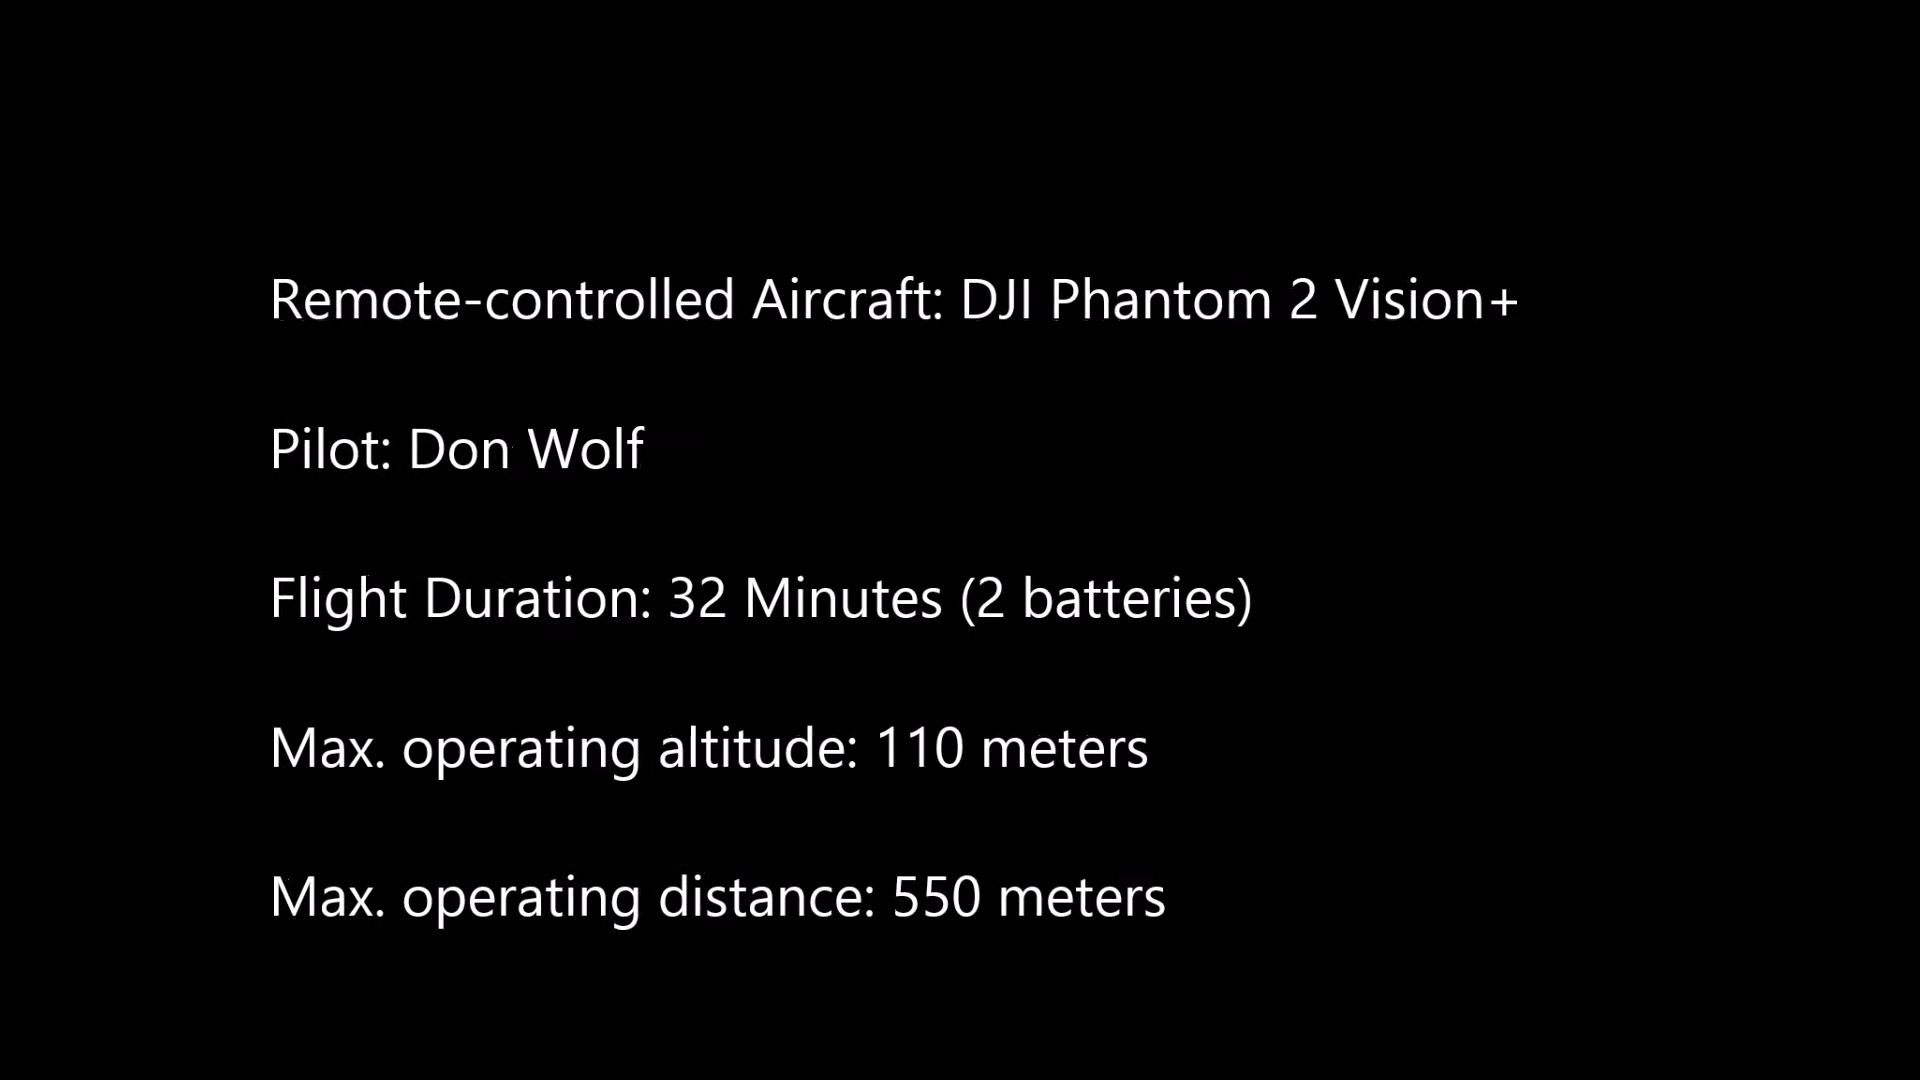 Remote-controlled Aircraft: DJI Phantom 2 Vision+
Pilot: Don Wolf
Flight Duration: 32 Minutes (2 batteries)
Max. operating altitude: 110 meters
Max. operating distance: 550 meters